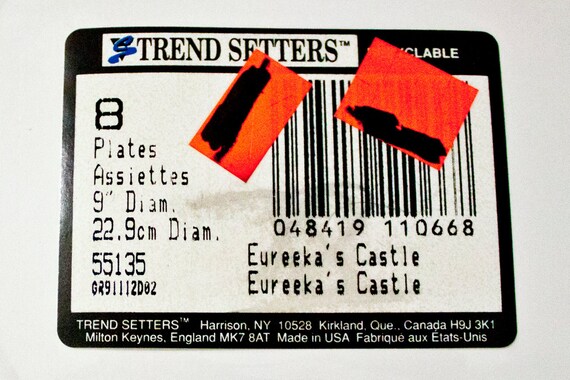 TREND SETTERS™
8
Plates
Assiettes
9" Diam.
22.9cm Diam.
55135
GR91112D02
048419 110668
Eureeka's Castle
Eureeka's Castle
TREND SETTERS™ Harrison, NY 10528 Kirkland, Que., Canada H9J 3K1
Milton Keynes, England MK7 8AT Made in USA Fabriqué aux États-Unis